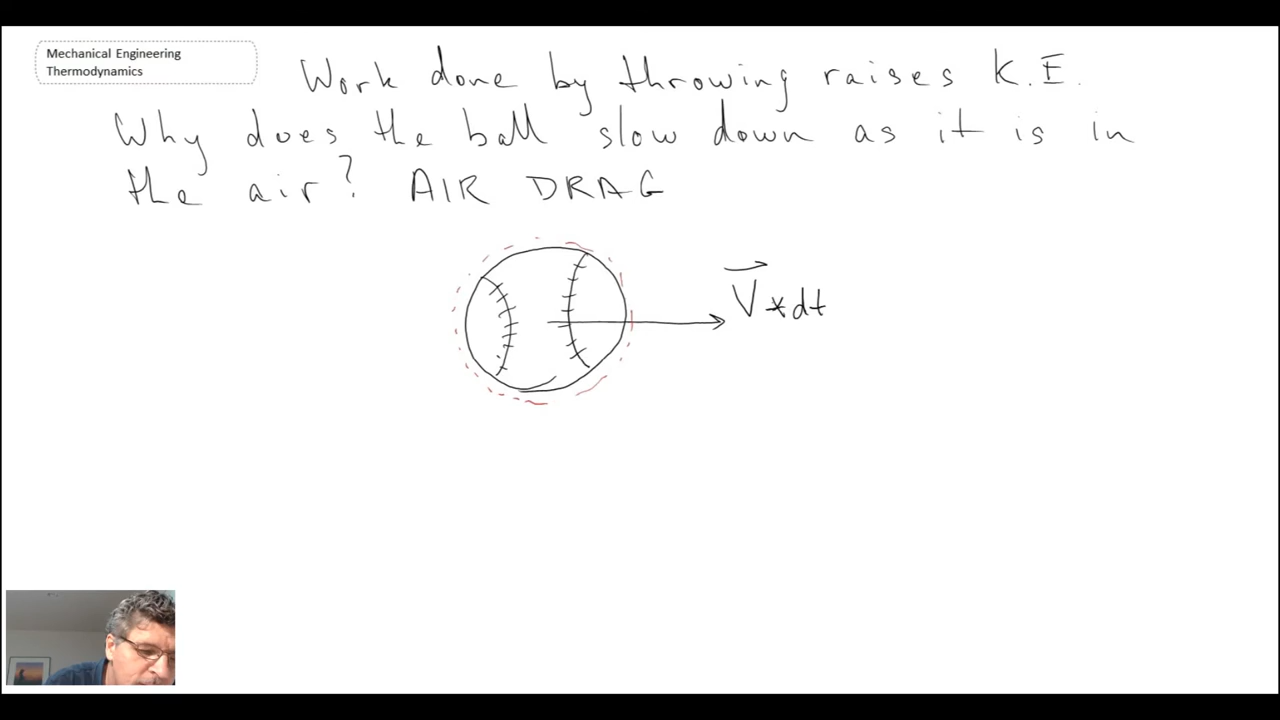 Mechanical Engineering
Thermodynamics
Work done by throwing raises K.E.
Why does the ball slow down as it is in
the air? AIR DRAG
V*dt